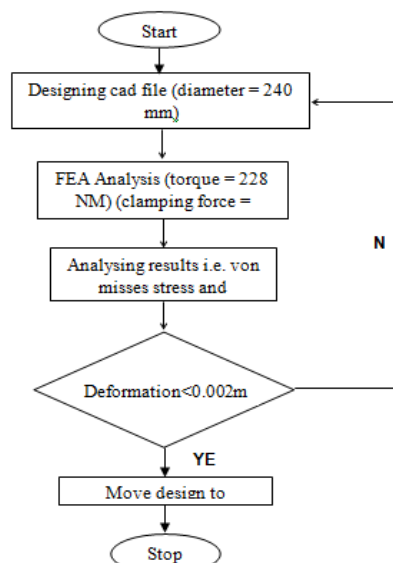 Start
Designing cad file (diameter = 240
mm)
FEA Analysis (torque = 228
NM) (clamping force =
Analysing results i.e. von
misses stress and
N
Deformation<0.002m
YE
Move design to
Stop